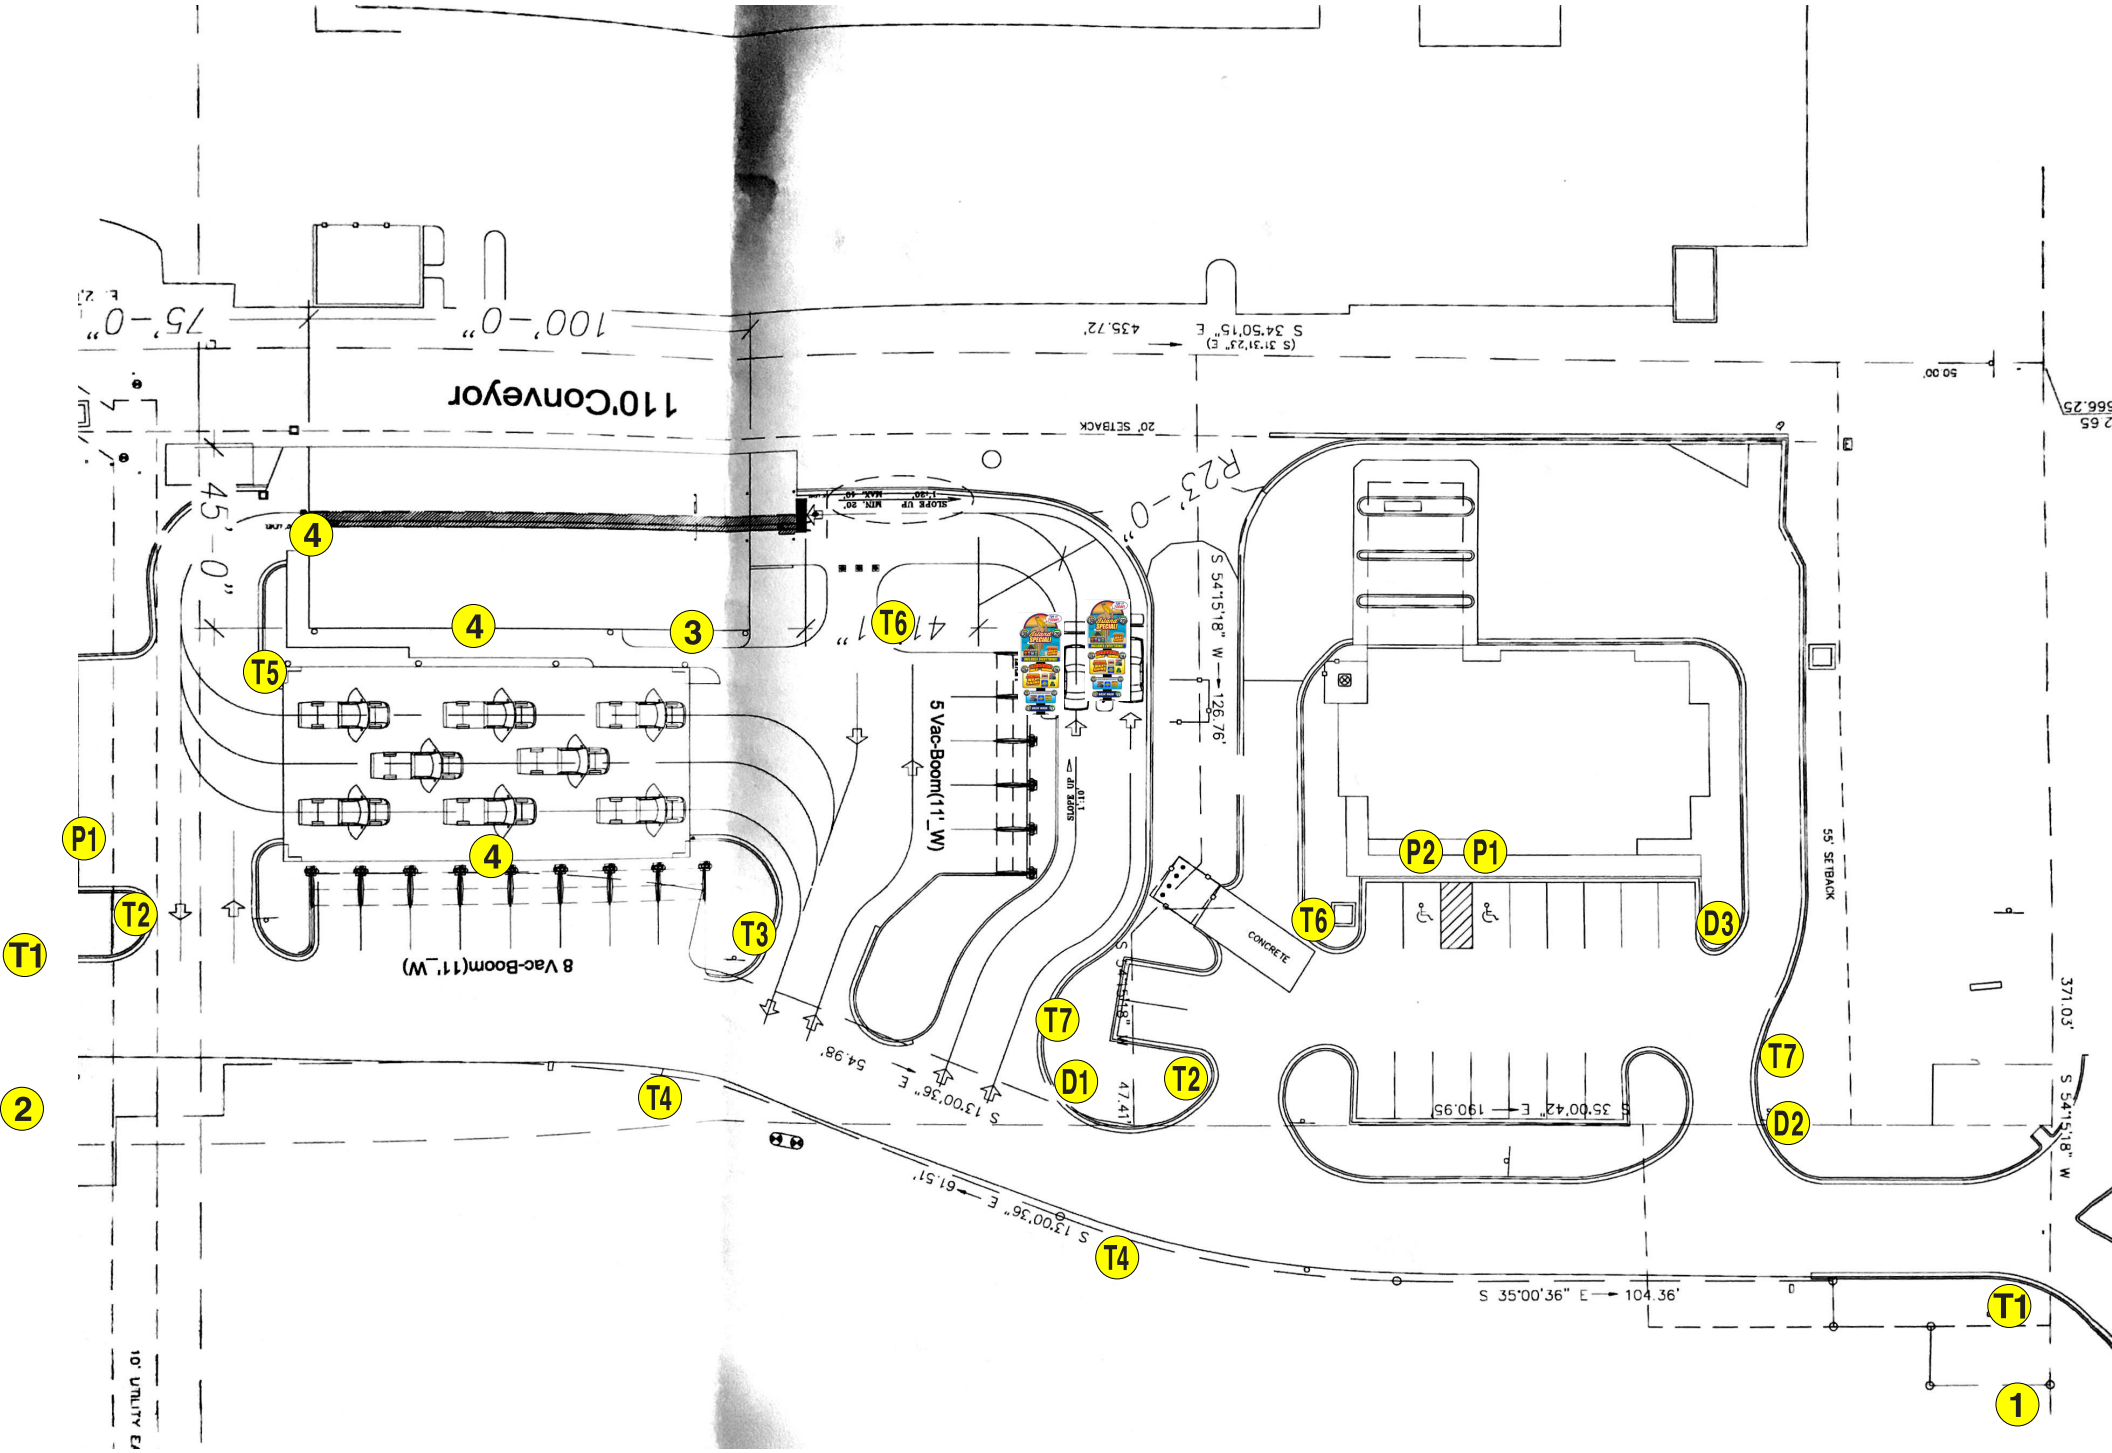 75'-0"
100'-0"
S 34°50'15" E
435.72'
(S 31°31'23" E)
50.00'
110'Conveyor
20' SETBACK
R23'-0"
45'-0"
SLOPE UP
1':20'
MIN. 20'
MAX. 40'
4
4
3
T6
41'
1"
T5
S 54°15'18" W
126.76'
5 Vac-Boom(11'_W)
SLOPE UP
1':10'
Island
SPECIAL!
Island
SPECIAL!
P1
4
P2
P1
55' SETBACK
T2
T1
T3
T6
D3
CONCRETE
8 Vac-Boom(11'_W)
371.03'
T7
T7
54.98'
S 13°00'36" E
D1
T2
47.41'
T4
2
35°00'42" E
190.95
D2
S 54°15'18" W
61.51'
S 13°00'36" E
T4
S 35°00'36" E
104.36'
T1
10' UTILITY
1